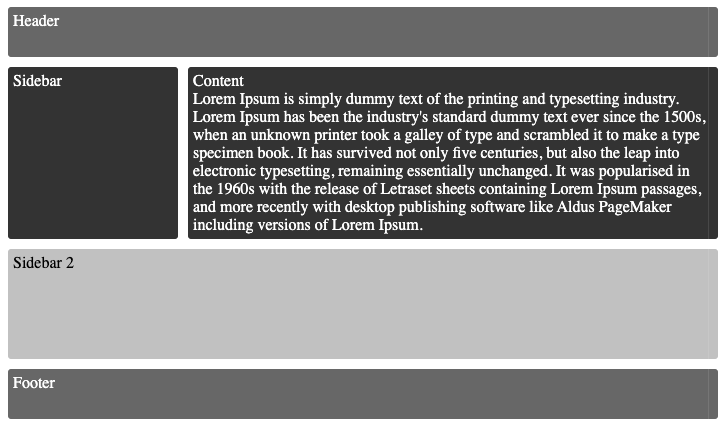 Header
Sidebar
Content
Lorem Ipsum is simply dummy text of the printing and typesetting industry.
Lorem Ipsum has been the industry's standard dummy text ever since the 1500s,
when an unknown printer took a galley of type and scrambled it to make a type
specimen book. It has survived not only five centuries, but also the leap into
electronic typesetting, remaining essentially unchanged. It was popularised in
the 1960s with the release of Letraset sheets containing Lorem Ipsum passages,
and more recently with desktop publishing software like Aldus PageMaker
including versions of Lorem Ipsum.
Sidebar 2
Footer